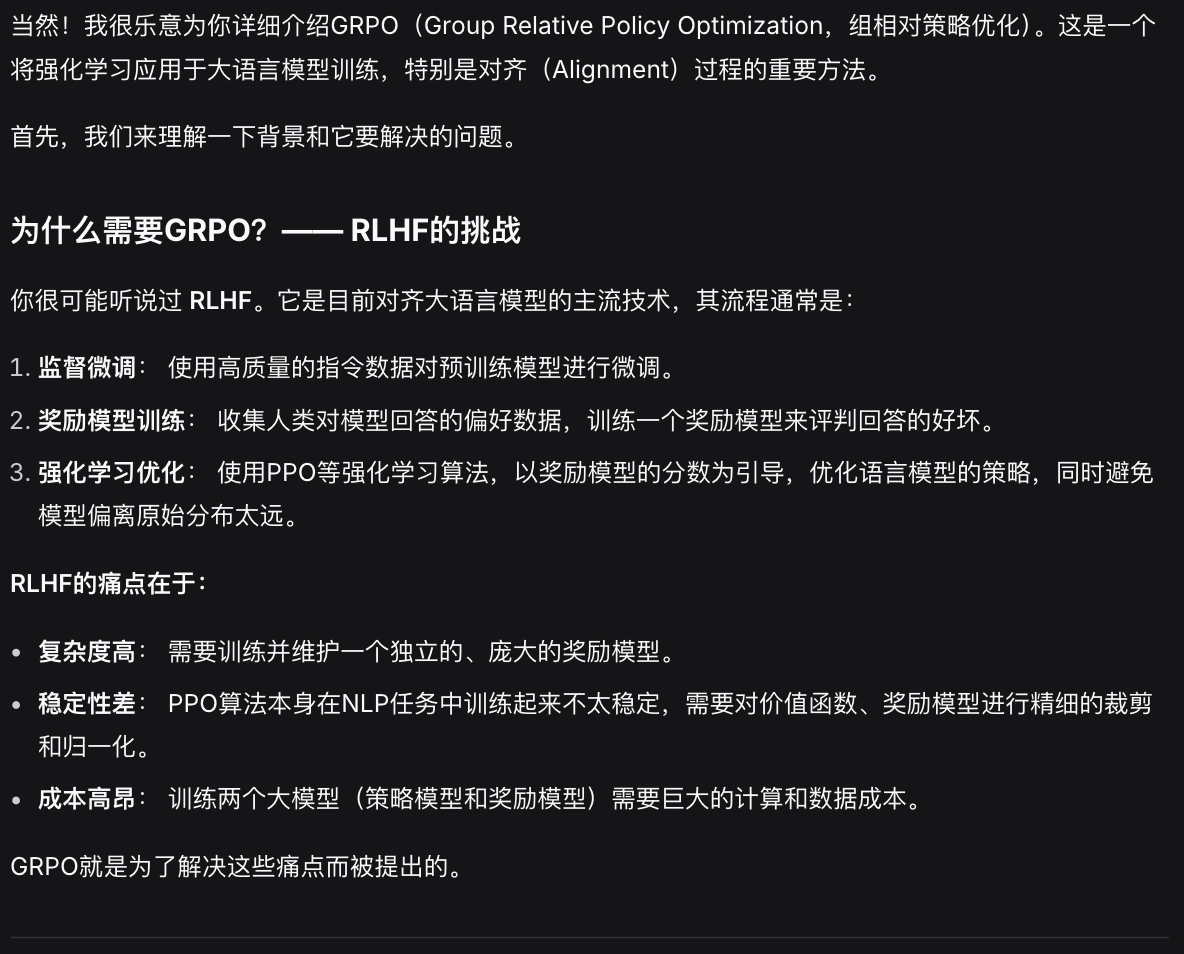 当然！我很乐意为你详细介绍GRPO（Group Relative Policy Optimization，组相对策略优化）。这是一个
将强化学习应用于大语言模型训练，特别是对齐（Alignment）过程的重要方法。
首先，我们来理解一下背景和它要解决的问题。
为什么需要GRPO？—— RLHF的挑战
你很可能听说过 RLHF。它是目前对齐大语言模型的主流技术，其流程通常是：
1. 监督微调： 使用高质量的指令数据对预训练模型进行微调。
2. 奖励模型训练： 收集人类对模型回答的偏好数据，训练一个奖励模型来评判回答的好坏。
3. 强化学习优化： 使用PPO等强化学习算法，以奖励模型的分数为引导，优化语言模型的策略，同时避免
模型偏离原始分布太远。
RLHF的痛点在于：
• 复杂度高： 需要训练并维护一个独立的、庞大的奖励模型。
• 稳定性差： PPO算法本身在NLP任务中训练起来不太稳定，需要对价值函数、奖励模型进行精细的裁剪
和归一化。
• 成本高昂： 训练两个大模型（策略模型和奖励模型）需要巨大的计算和数据成本。
GRPO就是为了解决这些痛点而被提出的。